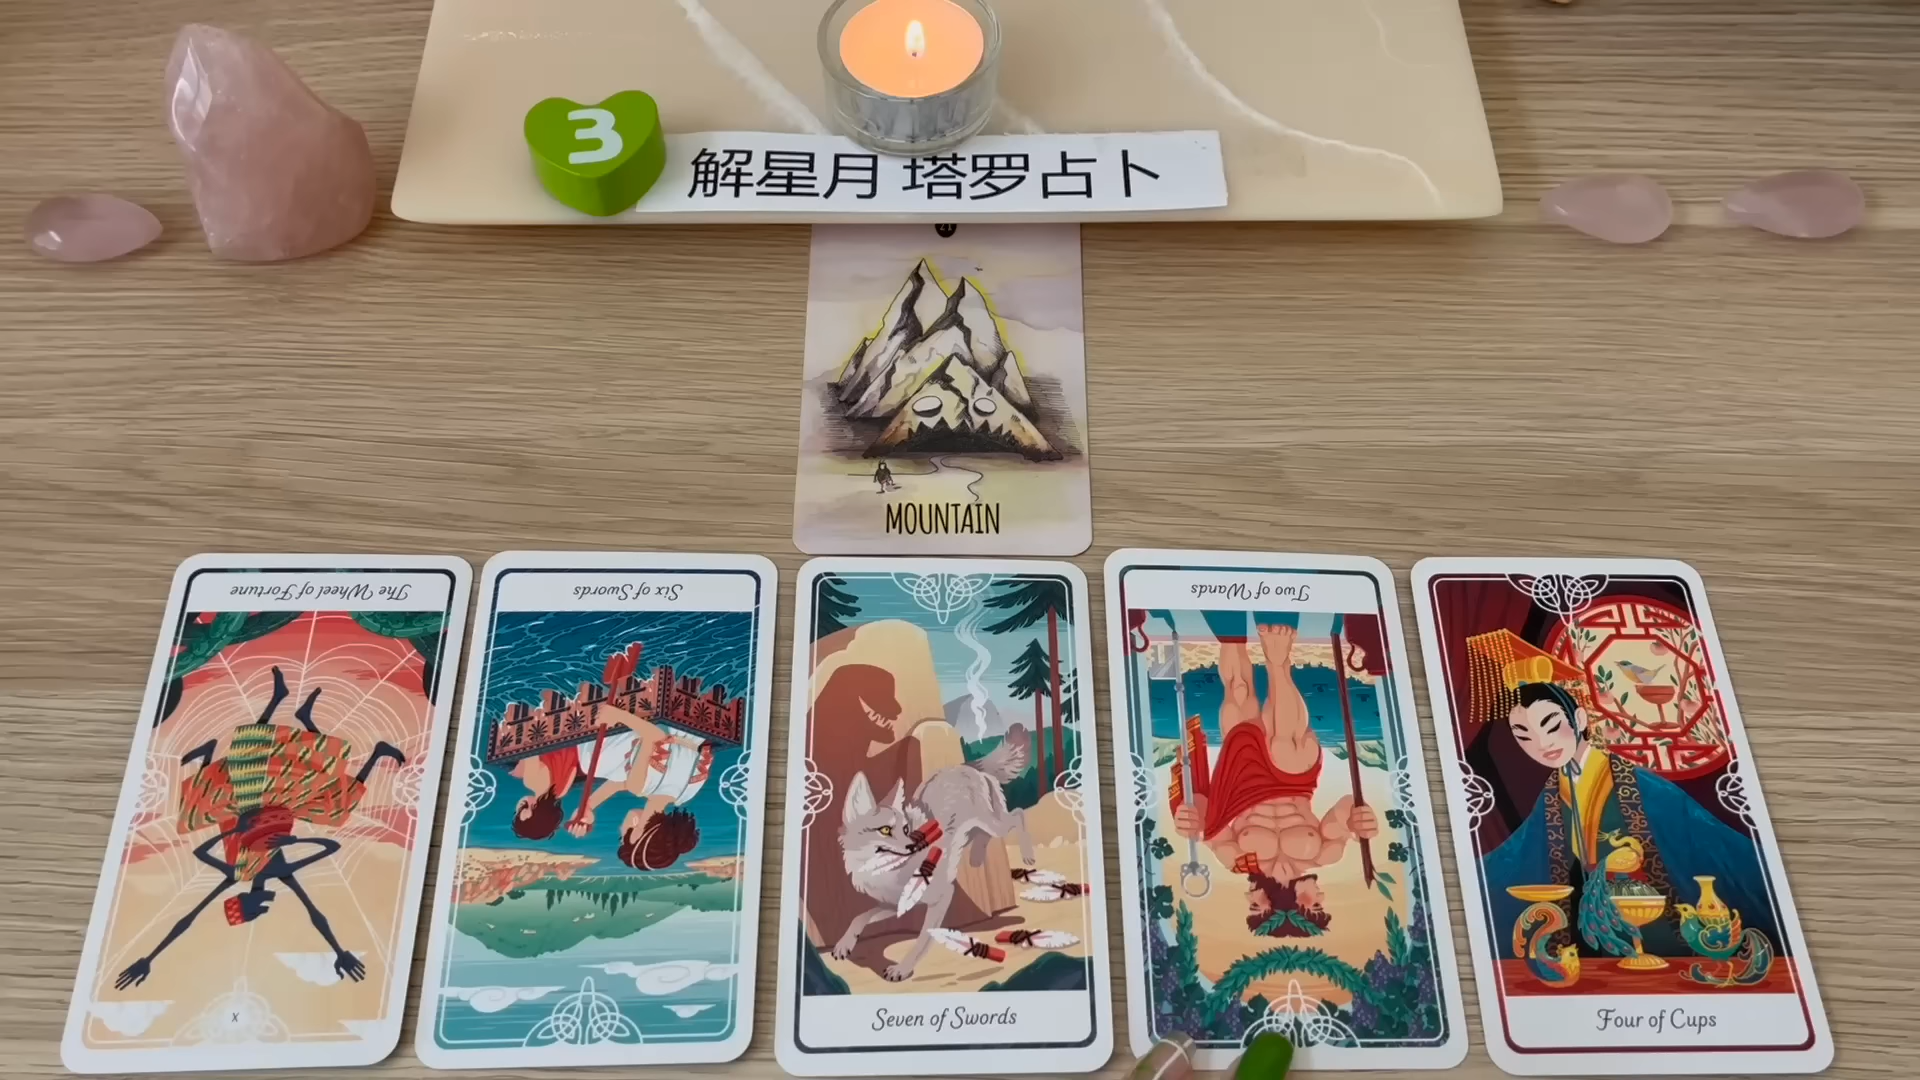 3
解星月 塔罗占卜
21
MOUNTAIN
The Wheel of Fortune
Six of Swords
Two of Wands
X
Seven of Swords
Four of Cups